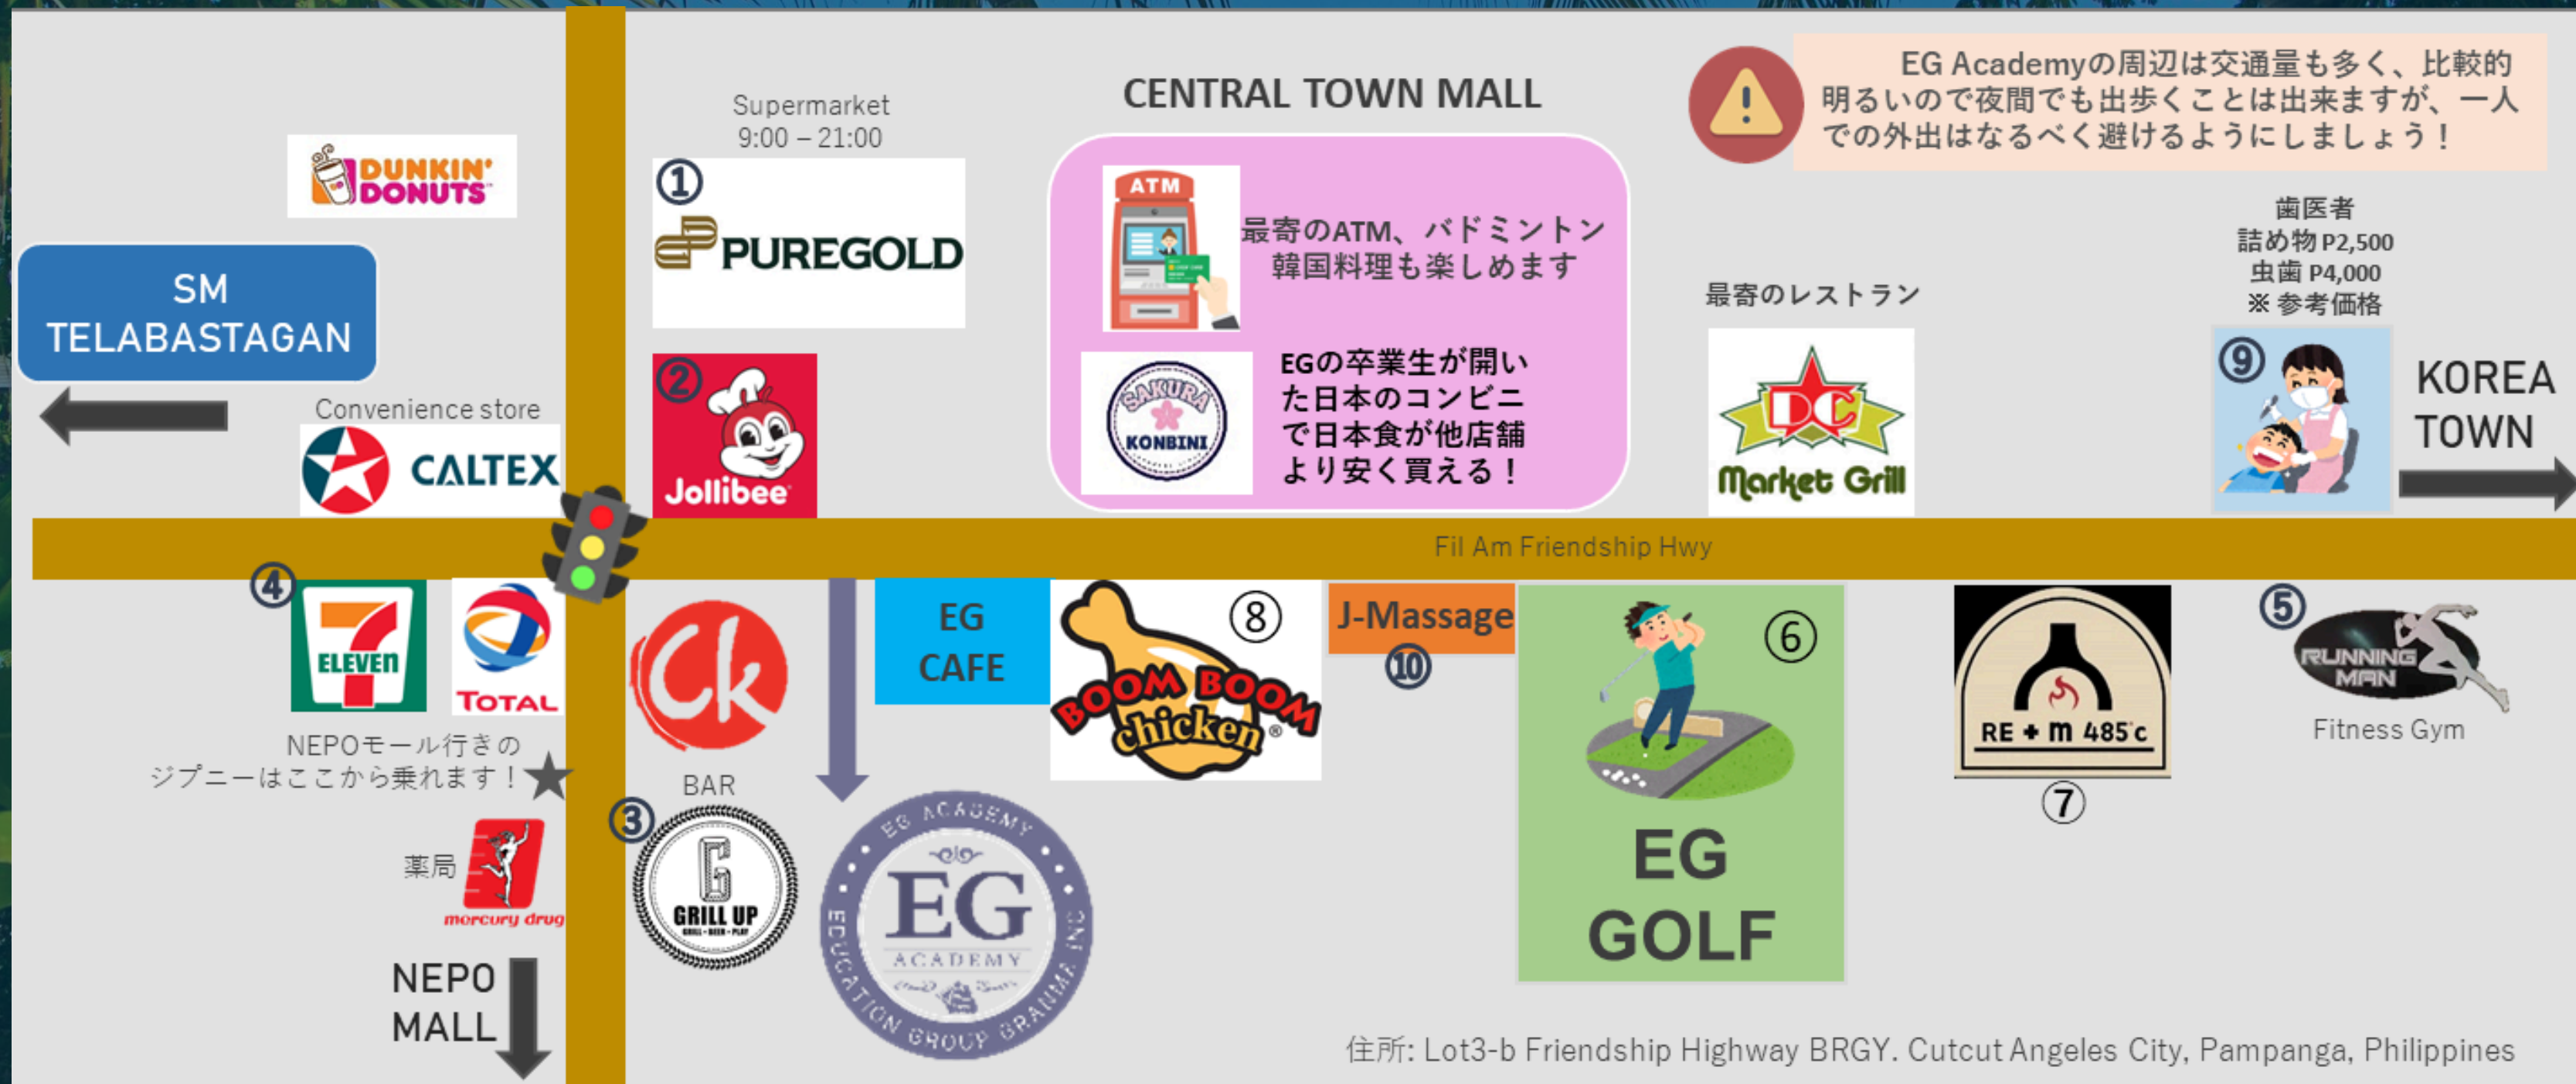 EG Academyの周辺は交通量も多く、比較的
明るいので夜間でも出歩くことは出来ますが、一人
での外出はなるべく避けるようにしましょう！
CENTRAL TOWN MALL
Supermarket
9:00 – 21:00
①
PUREGOLD
DUNKIN'
DONUTS
ATM
最寄のATM、バドミントン
韓国料理も楽しめます
SAKURA
KONBINI
EGの卒業生が開い
た日本のコンビニ
で日本食が他店舗
より安く買える！
最寄のレストラン
DC
Market Grill
歯医者
詰め物 P2,500
虫歯 P4,000
※ 参考価格
⑨
KOREA
TOWN
SM
TELABASTAGAN
Convenience store
CALTEX
②
Jollibee
Fil Am Friendship Hwy
④
7
ELEVEn
TOTAL
NEPOモール行きの
ジプニーはここから乗れます！
薬局
mercury drug
NEPO
MALL
Ck
BAR
③
G
GRILL UP
GRILL - BEER - PLAY
EG
CAFE
EG ACADEMY
EG
ACADEMY
EDUCATION GROUP GRANMA INC
⑧
BOOM BOOM
chicken®
J-Massage
⑩
⑥
EG
GOLF
RE + m 485°c
⑦
⑤
RUNNING
MAN
Fitness Gym
住所: Lot3-b Friendship Highway BRGY. Cutcut Angeles City, Pampanga, Philippines